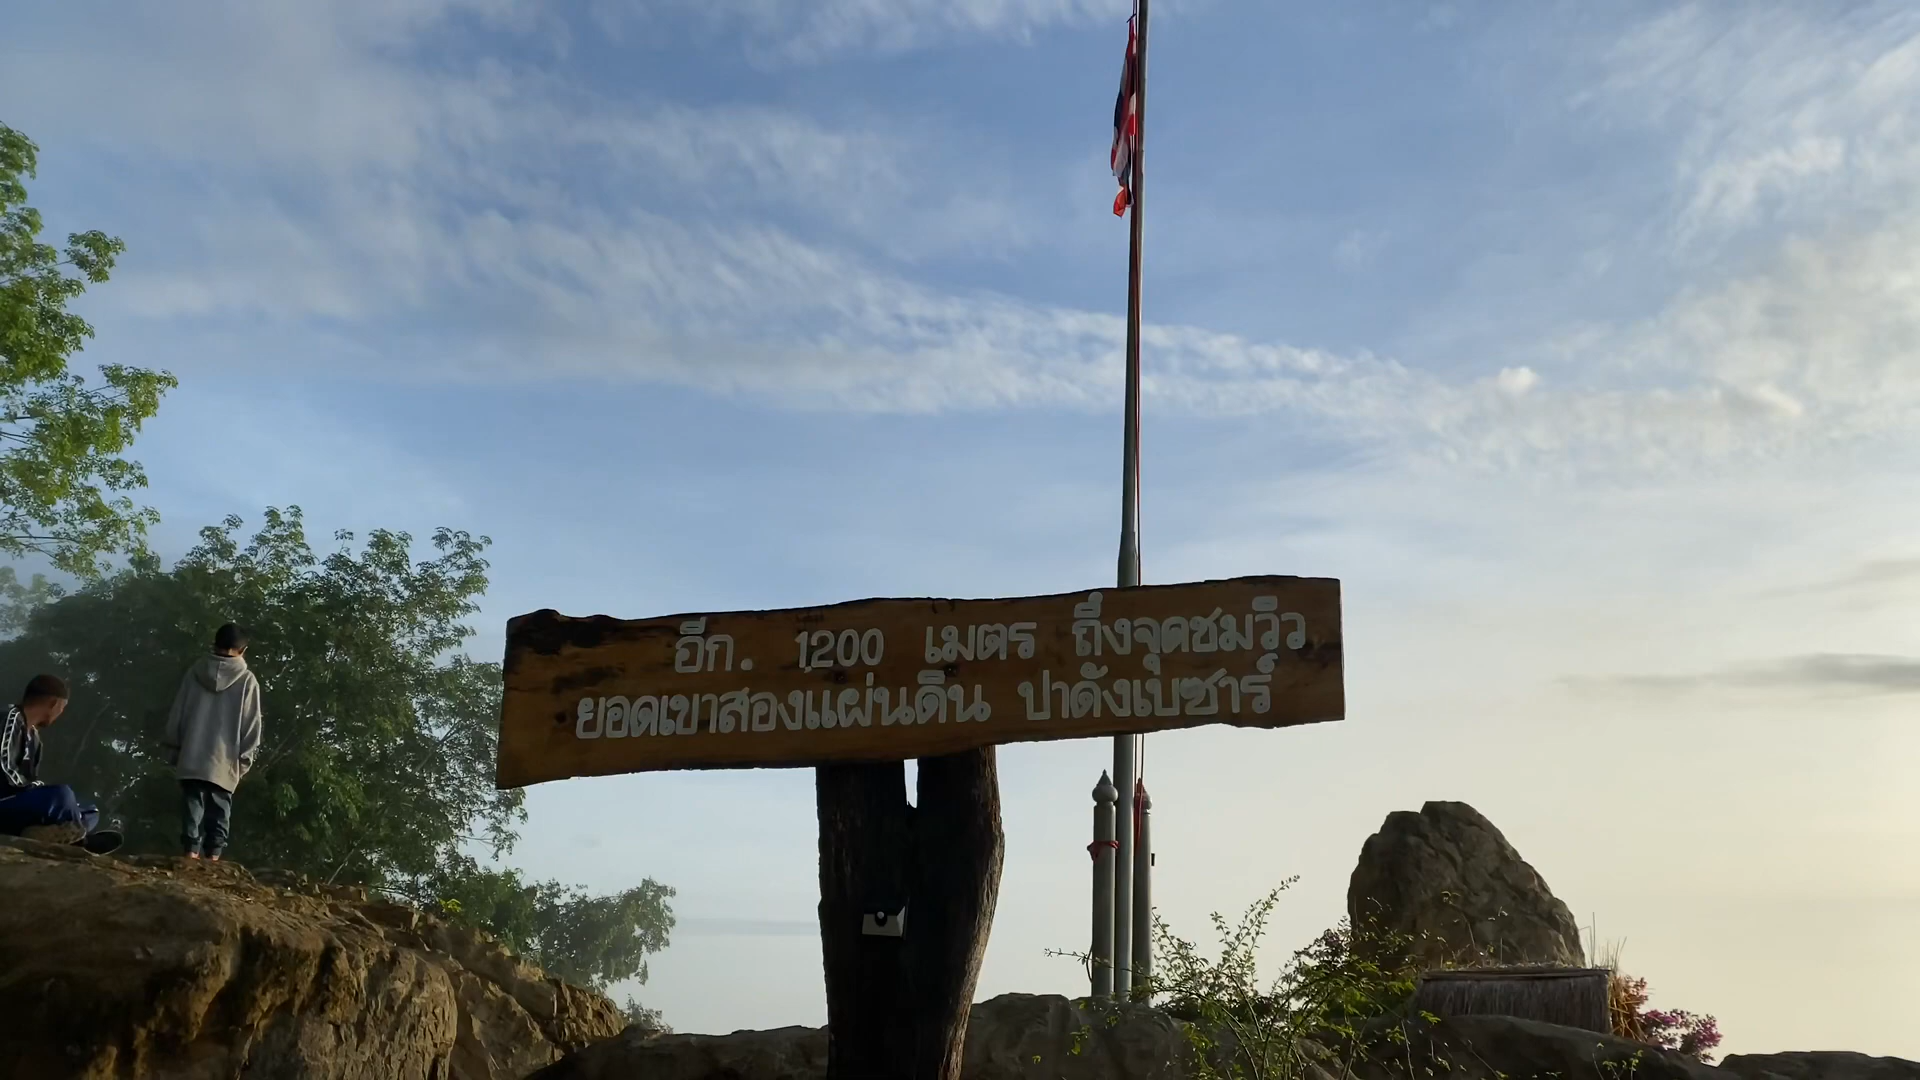 อีก. 1200 เมตร ถึงจุดชมวิว
ยอดเขาสองแผ่นดิน ปาดังเบซาร์